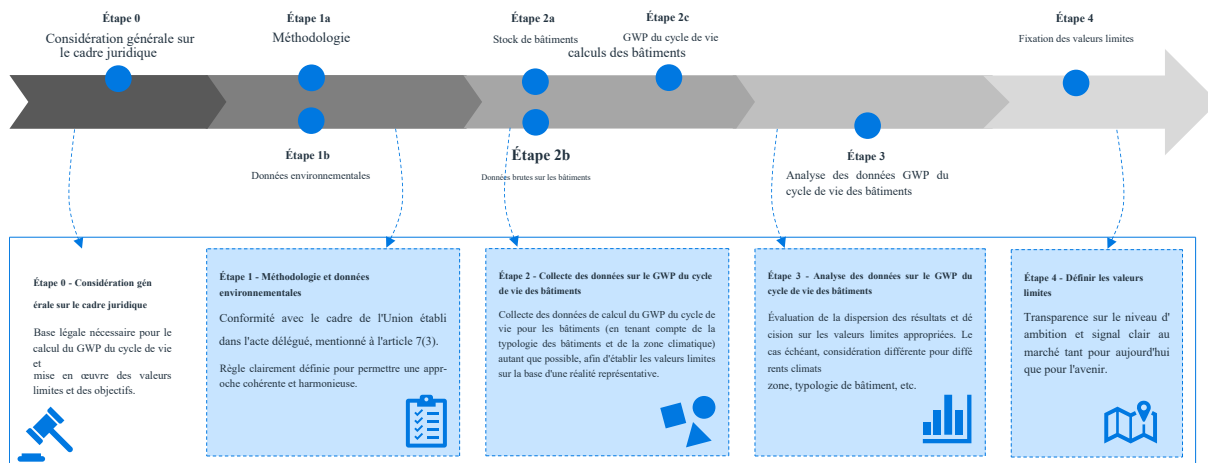 Étape 0
Considération générale sur
le cadre juridique
Étape 1a
Méthodologie
Étape 2a
Stock de bâtiments
Étape 2c
GWP du cycle de vie
calculs des bâtiments
Étape 4
Fixation des valeurs limites
Étape 1b
Données environnementales
Étape 2b
Données brutes sur les bâtiments
Étape 3
Analyse des données GWP du
cycle de vie des bâtiments
Étape 0 - Considération gén
érale sur le cadre juridique
Base légale nécessaire pour le
calcul du GWP du cycle de vie
et
mise en œuvre des valeurs
limites et des objectifs.
Étape 1 - Méthodologie et données
environnementales
Conformité avec le cadre de l'Union établi
dans l'acte délégué, mentionné à l'article 7(3).
Règle clairement définie pour permettre une appr-
oche cohérente et harmonieuse.
Étape 2 - Collecte des données sur le GWP du cycle
de vie des bâtiments
Collecte des données de calcul du GWP du cycle de
vie pour les bâtiments (en tenant compte de la
typologie des bâtiments et de la zone climatique)
autant que possible, afin d'établir les valeurs limites
sur la base d'une réalité représentative.
Étape 3 - Analyse des données sur le GWP du
cycle de vie des bâtiments
Évaluation de la dispersion des résultats et dé
cision sur les valeurs limites appropriées. Le
cas échéant, considération différente pour diffé
rents climats
zone, typologie de bâtiment, etc.
Étape 4 - Définir les valeurs
limites
Transparence sur le niveau d'
ambition et signal clair au
marché tant pour aujourd'hui
que pour l'avenir.